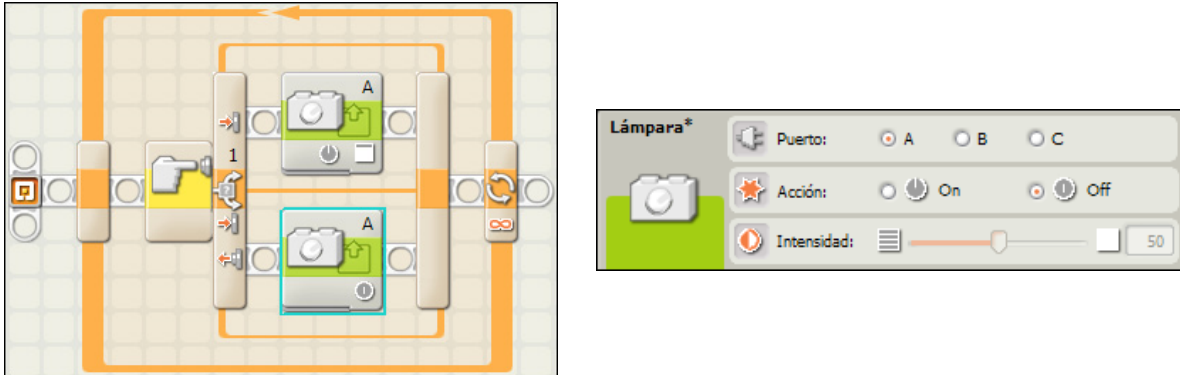 A
1
A
Lámpara*
Puerto: A B C
Acción: On Off
Intensidad: 50